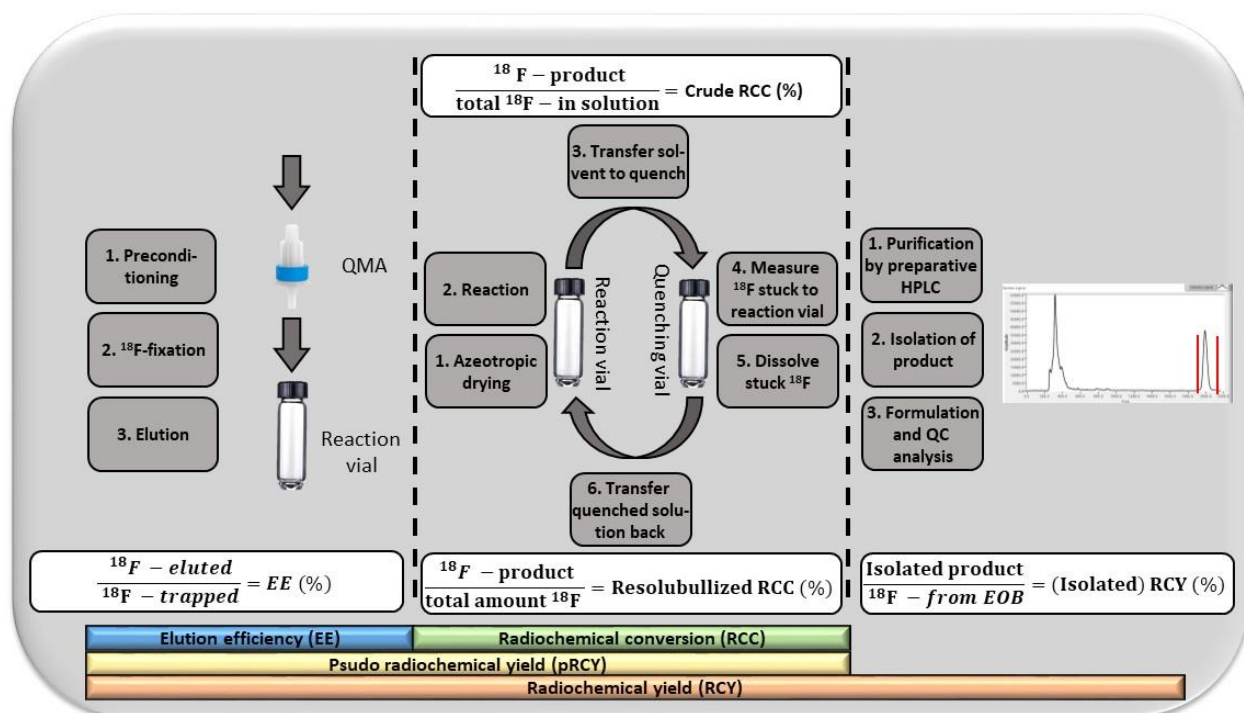 ¹⁸ F − product
total ¹⁸F − in solution
= Crude RCC (%)
3. Transfer sol-
vent to quench
1. Precondi-
tioning
2. ¹⁸F-fixation
3. Elution
QMA
Reaction
vial
2. Reaction
1. Azeotropic
drying
Reaction vial
Quenching vial
4. Measure
¹⁸F stuck to
reaction vial
5. Dissolve
stuck ¹⁸F
6. Transfer
quenched solu-
tion back
1. Purification
by preparative
HPLC
2. Isolation of
product
3. Formulation
and QC
analysis
¹⁸F − eluted
¹⁸F − trapped
= EE (%)
¹⁸F − product
total amount ¹⁸F
= Resolubullized RCC (%)
Isolated product
¹⁸F − from EOB
= (Isolated) RCY (%)
Elution efficiency (EE)
Radiochemical conversion (RCC)
Psudo radiochemical yield (pRCY)
Radiochemical yield (RCY)